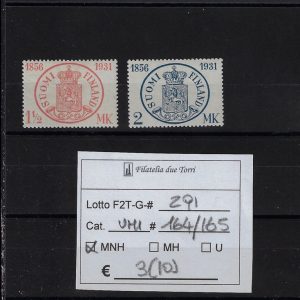 1856 1931
SUOMI FINLAND
1½ MK
1856 1931
SUOMI FINLAND
2 MK
Filatelia due Torri
Lotto F2T-G-# 291
Cat. UNI # 164/165
☑ MNH ☐ MH ☐ U
€ 3(10)